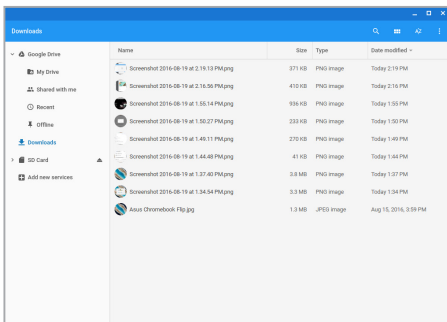 Downloads
AZ
Google Drive
My Drive
Shared with me
Recent
Offline
Downloads
SD Card
Add new services
Name Size Type Date modified
Screenshot 2016-08-19 at 2.19.13 PM.png 371 KB PNG image Today 2:19 PM
Screenshot 2016-08-19 at 2.16.56 PM.png 410 KB PNG image Today 2:16 PM
Screenshot 2016-08-19 at 1.55.14 PM.png 936 KB PNG image Today 1:55 PM
Screenshot 2016-08-19 at 1.50.27 PM.png 233 KB PNG image Today 1:50 PM
Screenshot 2016-08-19 at 1.49.11 PM.png 270 KB PNG image Today 1:49 PM
Screenshot 2016-08-19 at 1.44.48 PM.png 41 KB PNG image Today 1:44 PM
Screenshot 2016-08-19 at 1.37.40 PM.png 3.8 MB PNG image Today 1:37 PM
Screenshot 2016-08-19 at 1.34.54 PM.png 3.3 MB PNG image Today 1:34 PM
Asus Chromebook Flip.jpg 1.3 MB JPEG image Aug 15, 2016, 3:59 PM